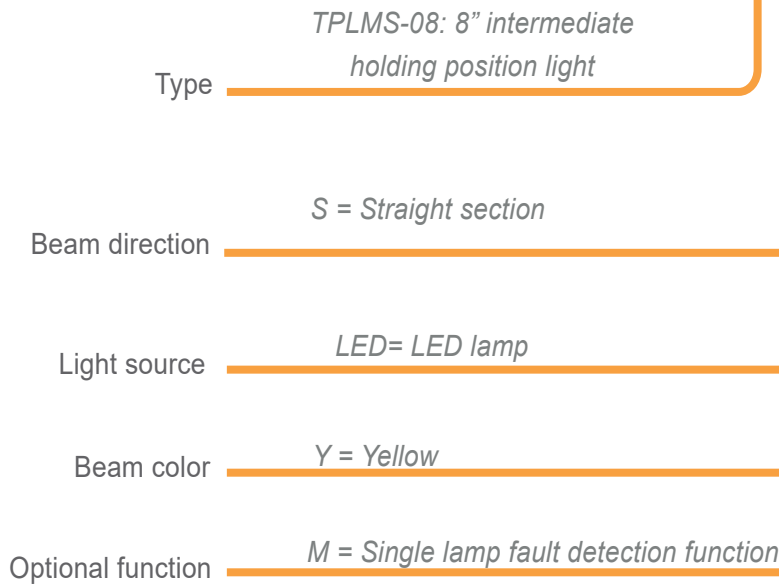 TPLMS-08: 8” intermediate
holding position light
Type
S = Straight section
Beam direction
LED= LED lamp
Light source
Y = Yellow
Beam color
M = Single lamp fault detection function
Optional function